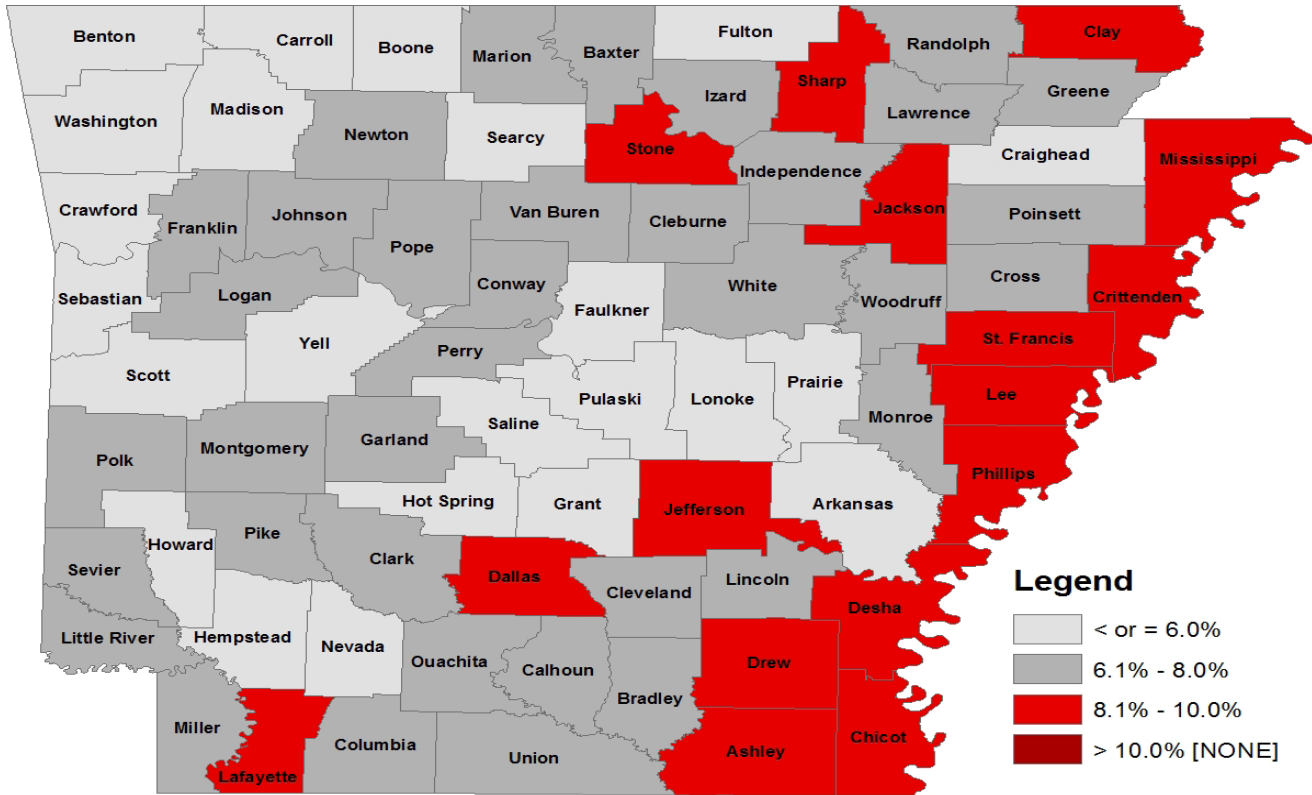 Benton
Carroll
Boone
Marion
Baxter
Fulton
Randolph
Clay
Sharp
Izard
Greene
Madison
Washington
Newton
Searcy
Stone
Lawrence
Craighead
Mississippi
Independence
Crawford
Franklin
Johnson
Pope
Van Buren
Cleburne
Jackson
Poinsett
Sebastian
Logan
Conway
Faulkner
White
Woodruff
Cross
Crittenden
Yell
Perry
St. Francis
Scott
Pulaski
Lonoke
Prairie
Lee
Saline
Monroe
Polk
Montgomery
Garland
Phillips
Hot Spring
Grant
Jefferson
Arkansas
Howard
Pike
Clark
Sevier
Dallas
Cleveland
Lincoln
Desha
Little River
Hempstead
Nevada
Ouachita
Calhoun
Bradley
Drew
Miller
Lafayette
Columbia
Union
Ashley
Chicot
Legend
< or = 6.0%
6.1% - 8.0%
8.1% - 10.0%
> 10.0% [NONE]